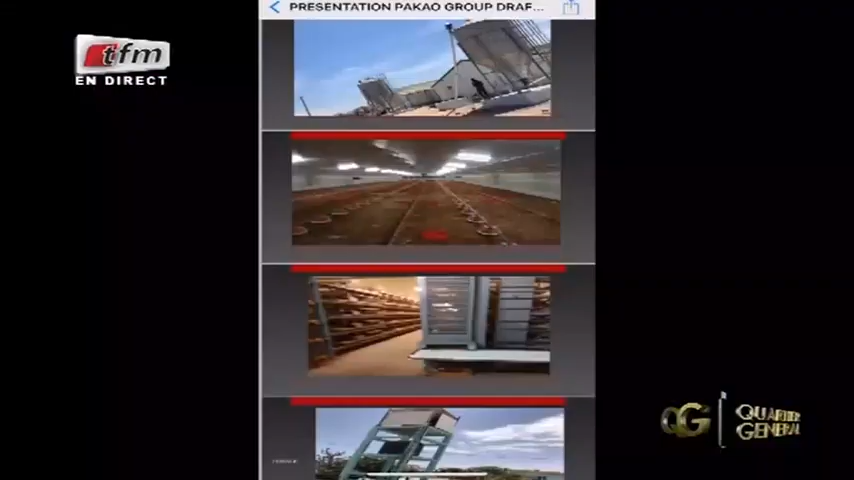 PRESENTATION PAKAO GROUP DRAF...
tfm
EN DIRECT
QG
QUARTIER
GENERAL